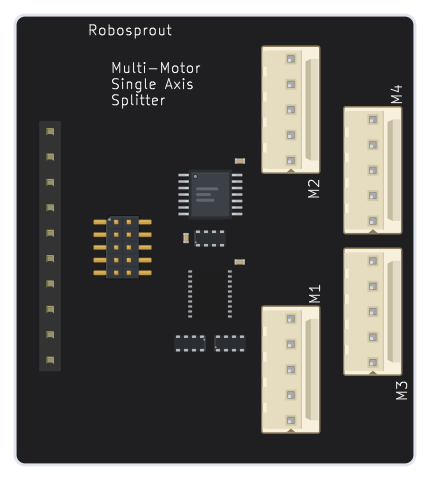 Robosprout
Multi-Motor
Single Axis
Splitter
M4
M2
M1
M3